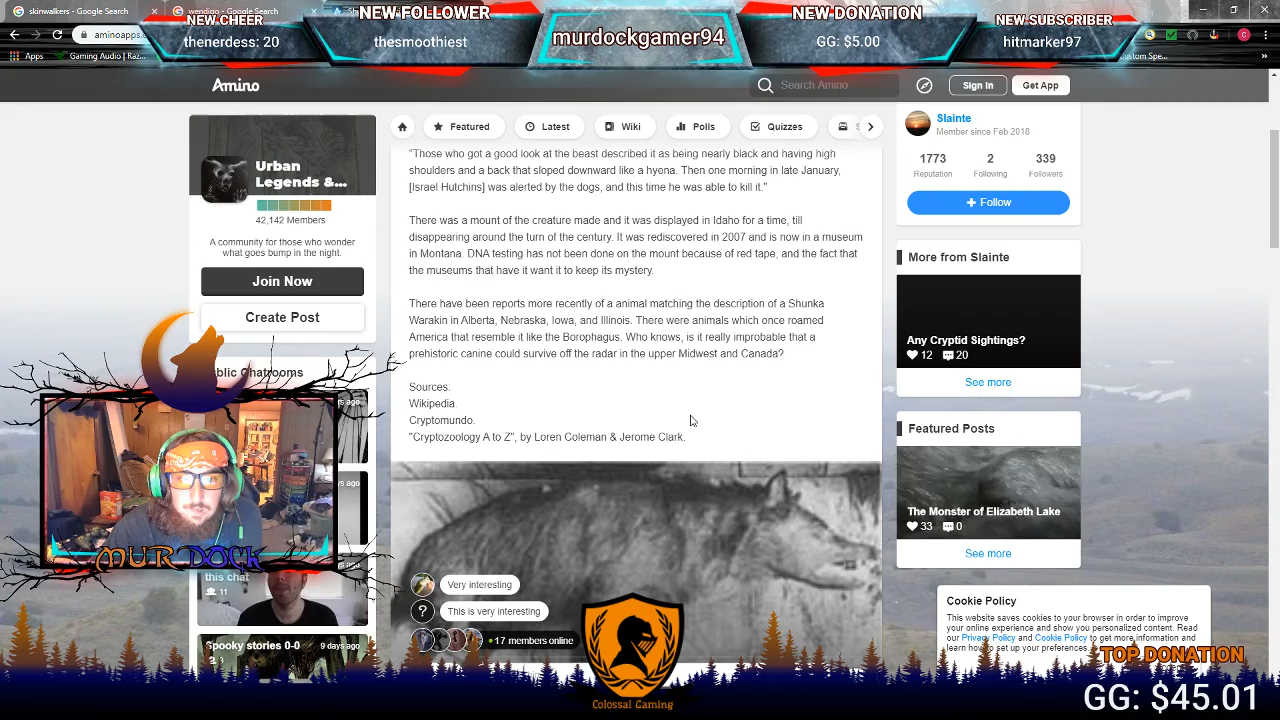 skinwalkers - Google Search
wendigo - Google Search
NEW CHEER
thenerdess: 20
NEW FOLLOWER
thesmoothiest
murdockgamer94
NEW DONATION
GG: $5.00
NEW SUBSCRIBER
hitmarker97
aminoapps.c
Apps
Gaming Audio | Raz...
Custom Spe...
Amino
Search Amino
Sign In
Get App
Featured
Latest
Wiki
Polls
Quizzes
Urban
Legends &...
42,142 Members
A community for those who wonder
what goes bump in the night.
Join Now
Create Post
Public Chatrooms
"Those who got a good look at the beast described it as being nearly black and having high
shoulders and a back that sloped downward like a hyena. Then one morning in late January,
[Israel Hutchins] was alerted by the dogs, and this time he was able to kill it."
There was a mount of the creature made and it was displayed in Idaho for a time, till
disappearing around the turn of the century. It was rediscovered in 2007 and is now in a museum
in Montana. DNA testing has not been done on the mount because of red tape, and the fact that
the museums that have it want it to keep its mystery.
There have been reports more recently of a animal matching the description of a Shunka
Warakin in Alberta, Nebraska, Iowa, and Illinois. There were animals which once roamed
America that resemble it like the Borophagus. Who knows, is it really improbable that a
prehistoric canine could survive off the radar in the upper Midwest and Canada?
Sources:
Wikipedia.
Cryptomundo.
"Cryptozoology A to Z", by Loren Coleman & Jerome Clark.
Very interesting
This is very interesting
17 members online
Slainte
Member since Feb 2018
1773
2
339
Reputation
Following
Followers
+ Follow
More from Slainte
Any Cryptid Sightings?
12
20
See more
Featured Posts
The Monster of Elizabeth Lake
33
0
See more
Cookie Policy
This website saves cookies to your browser in order to improve
your online experience and show you personalized content. Read
our Privacy Policy and Cookie Policy to get more information and
learn how to set up your preferences.
s ago
ys ago
ys ago
MURDOCK
this chat
11
Spooky stories 0-0
9 days ago
Colossal Gaming
TOP DONATION
GG: $45.01